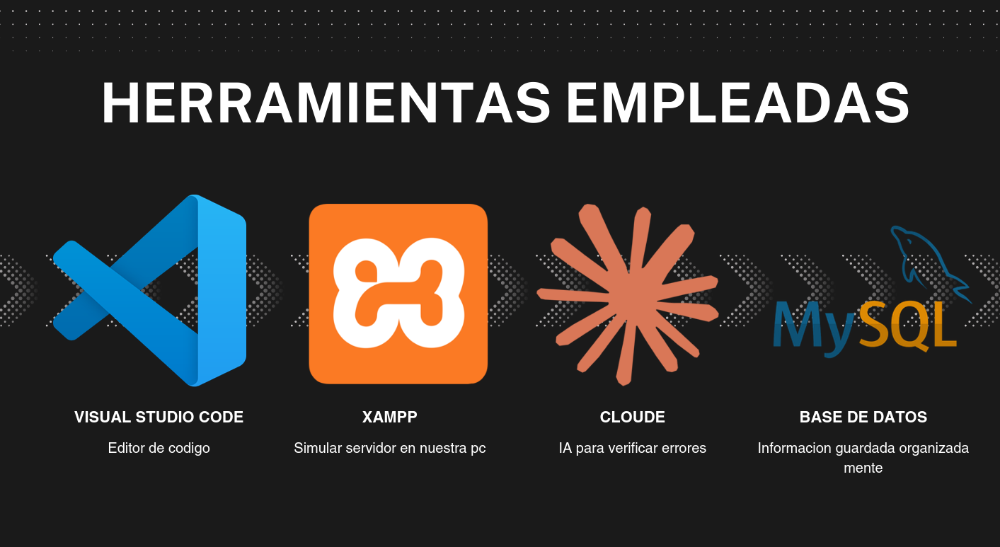 HERRAMIENTAS EMPLEADAS
MySQL
VISUAL STUDIO CODE
Editor de codigo
XAMPP
Simular servidor en nuestra pc
CLOUDE
IA para verificar errores
BASE DE DATOS
Informacion guardada organizada
mente